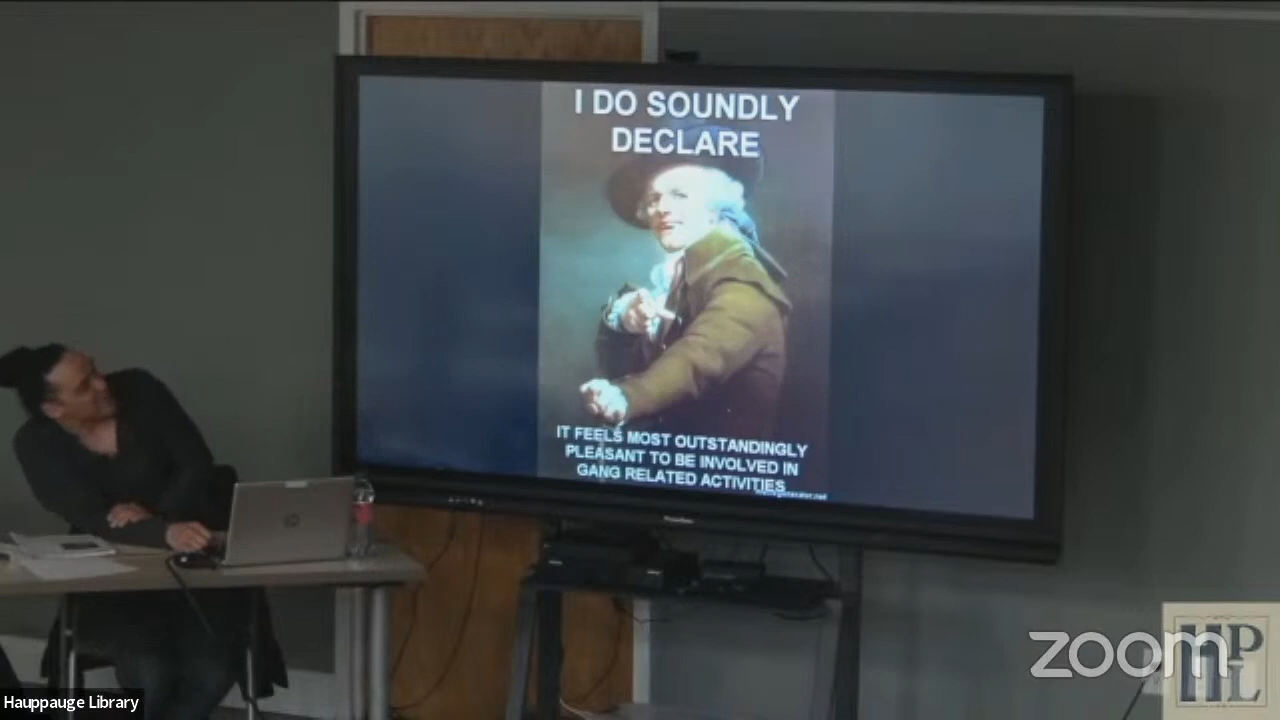 I DO SOUNDLY
DECLARE
IT FEELS MOST OUTSTANDINGLY
PLEASANT TO BE INVOLVED IN
GANG RELATED ACTIVITIES
hp
zoom
HPL
Hauppauge Library